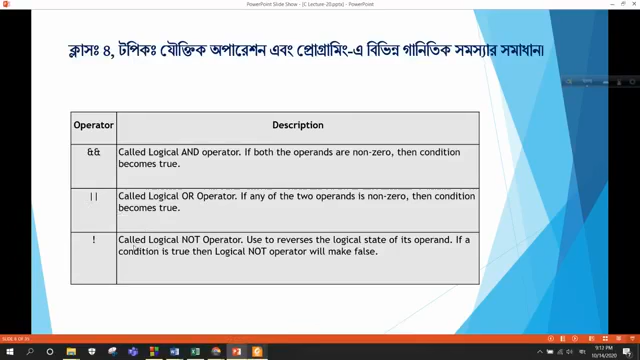 PowerPoint Slide Show - [C Lecture-20.pptx] - PowerPoint
ক্লাসঃ 4, টপিকঃ যৌক্তিক অপারেশন এবং প্রোগ্রামিং-এ বিভিন্ন গানিতিক সমস্যার সমাধান।
Operator Description
&& Called Logical AND operator. If both the operands are non-zero, then condition
becomes true.
|| Called Logical OR Operator. If any of the two operands is non-zero, then condition
becomes true.
! Called Logical NOT Operator. Use to reverses the logical state of its operand. If a
condition is true then Logical NOT operator will make false.
9:12 PM
10/14/2020